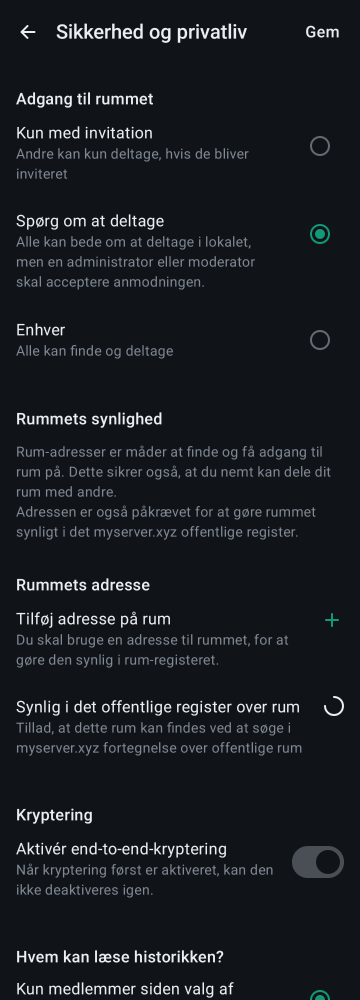 Sikkerhed og privatliv
Gem
Adgang til rummet
Kun med invitation
Andre kan kun deltage, hvis de bliver
inviteret
Spørg om at deltage
Alle kan bede om at deltage i lokalet,
men en administrator eller moderator
skal acceptere anmodningen.
Enhver
Alle kan finde og deltage
Rummets synlighed
Rum-adresser er måder at finde og få adgang til
rum på. Dette sikrer også, at du nemt kan dele dit
rum med andre.
Adressen er også påkrævet for at gøre rummet
synligt i det myserver.xyz offentlige register.
Rummets adresse
Tilføj adresse på rum
Du skal bruge en adresse til rummet, for at
gøre den synlig i rum-registeret.
Synlig i det offentlige register over rum
Tillad, at dette rum kan findes ved at søge i
myserver.xyz fortegnelse over offentlige rum
Kryptering
Aktivér end-to-end-kryptering
Når kryptering først er aktiveret, kan den
ikke deaktiveres igen.
Hvem kan læse historikken?
Kun medlemmer siden valg af